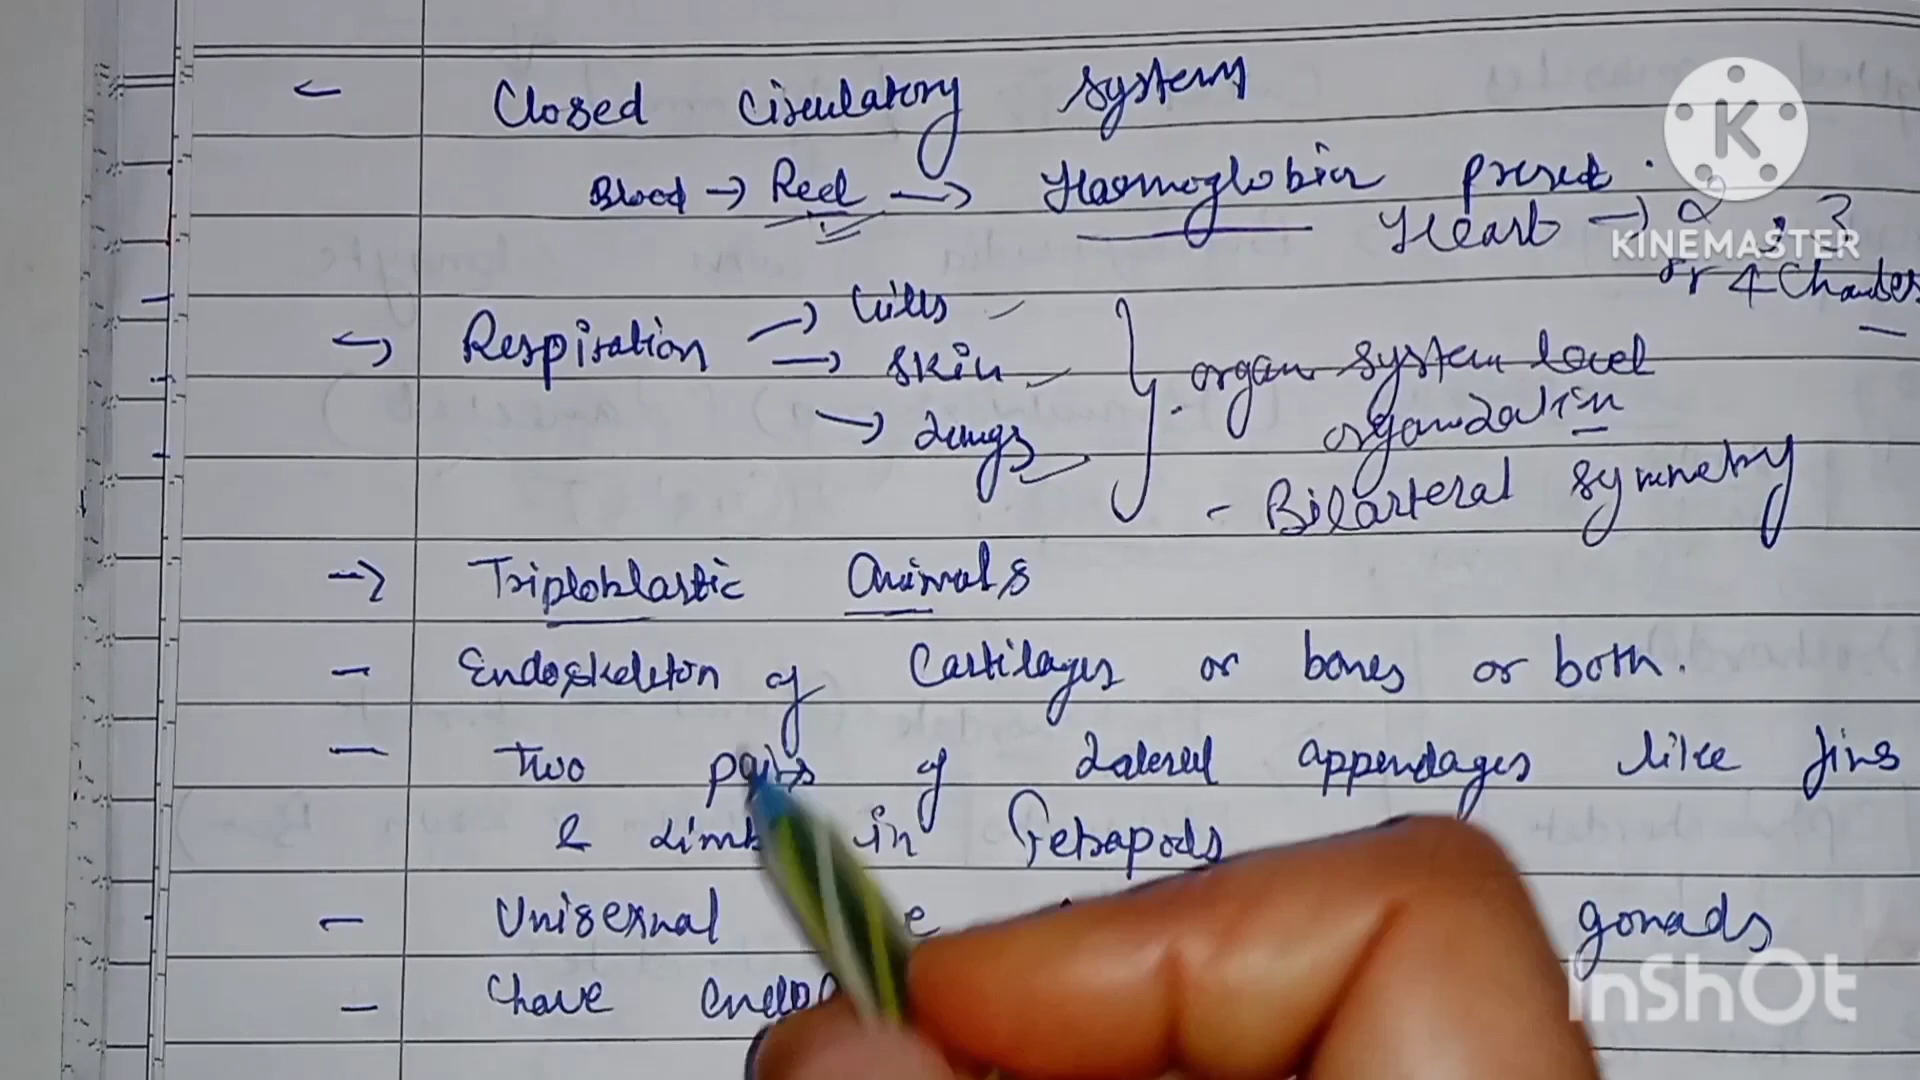 Closed Circulatory system
Blood → Red → Haemoglobin present.
Heart → 2, 3
or 4 Chambers
Respiration → Gills
→ skin
→ Lungs
organ system level
organization
- Bilarteral symmetry
→ Triploblastic Animals
- Endoskeleton of Cartilages or bones or both.
- Two pairs of Lateral appendages like fins
& Limbs in Tetrapods
- Unisexual gonads
- have
K
KINEMASTER
InShOt